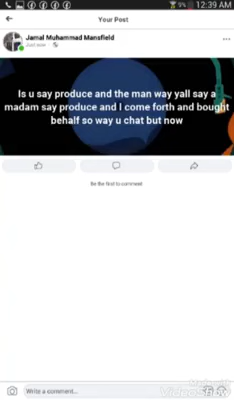 12:39 AM
Your Post
Jamal Muhammad Mansfield
Just now
Is u say produce and the man way yall say a
madam say produce and I come forth and bought
behalf so way u chat but now
Be the first to comment
Write a comment...
VideoShow